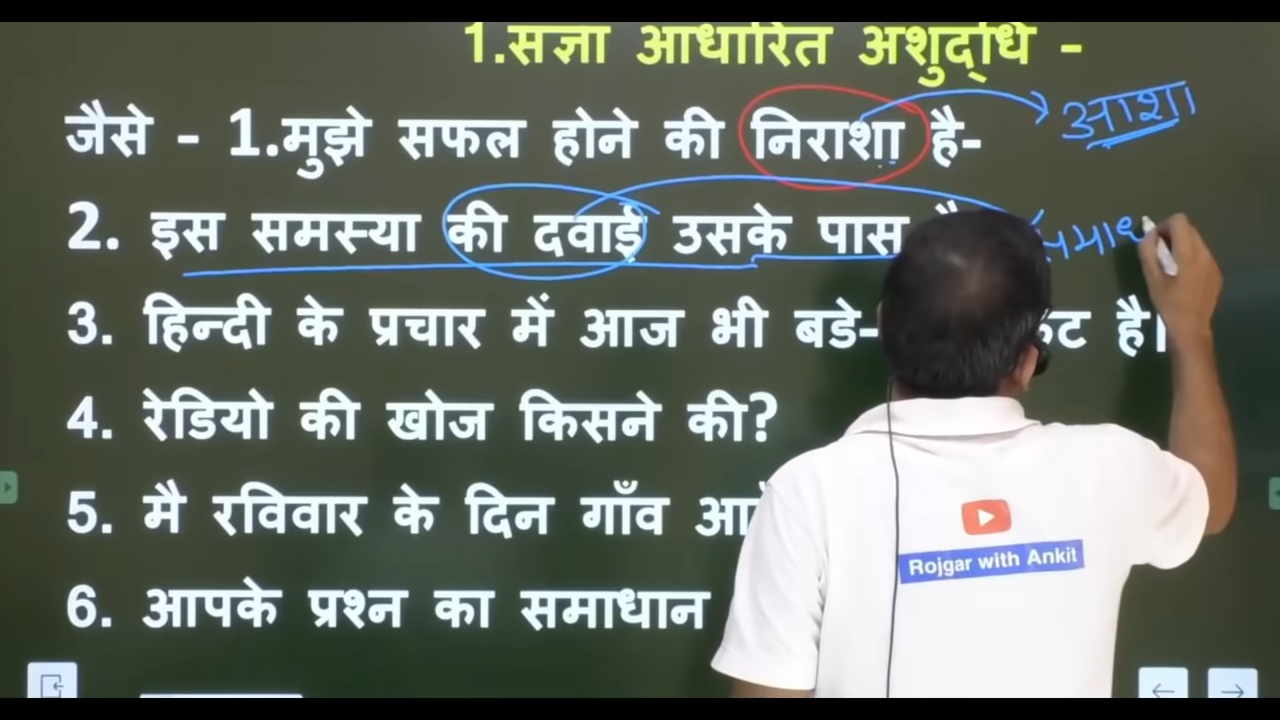 1.सज्ञा आधारित अशुद्धि -
जैसे - 1.मुझे सफल होने की निराशा है- आशा
2. इस समस्या की दवाई उसके पास
3. हिन्दी के प्रचार में आज भी बडे- है।
4. रेडियो की खोज किसने की?
5. मै रविवार के दिन गाँव
6. आपके प्रश्न का समाधान
Rojgar with Ankit